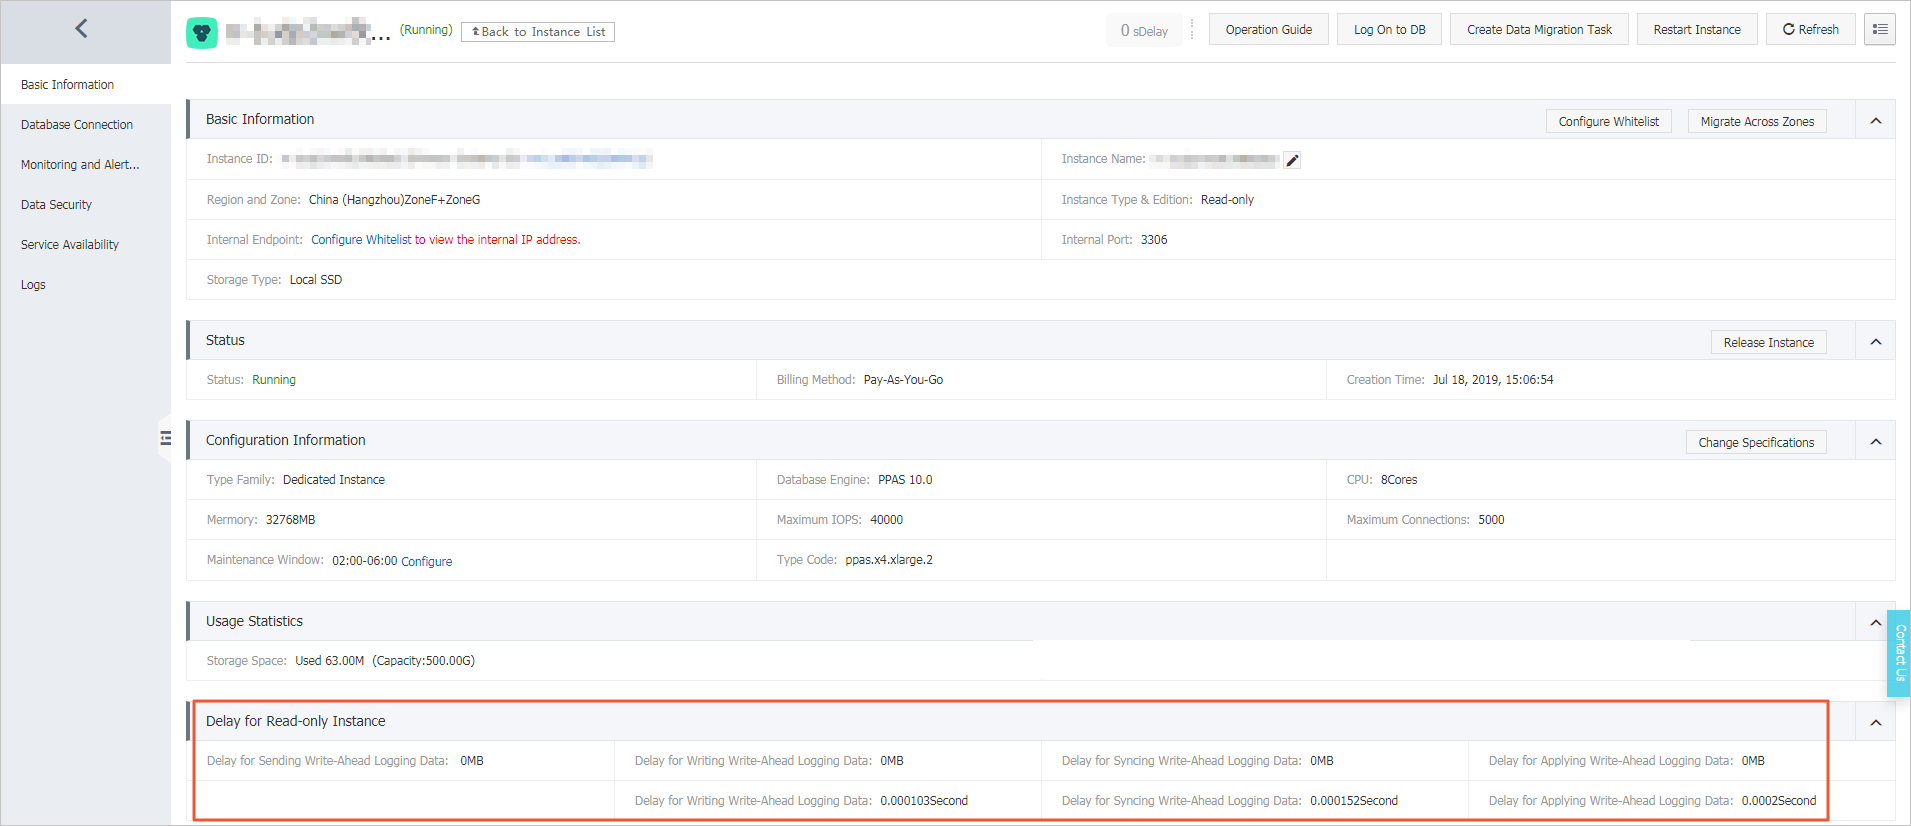 ... (Running) Back to Instance List 0 sDelay Operation Guide Log On to DB Create Data Migration Task Restart Instance Refresh
Basic Information
Database Connection
Monitoring and Alert...
Data Security
Service Availability
Logs
Basic Information Configure Whitelist Migrate Across Zones
Instance ID: Instance Name:
Region and Zone: China (Hangzhou)ZoneF+ZoneG Instance Type & Edition: Read-only
Internal Endpoint: Configure Whitelist to view the internal IP address. Internal Port: 3306
Storage Type: Local SSD
Status Release Instance
Status: Running Billing Method: Pay-As-You-Go Creation Time: Jul 18, 2019, 15:06:54
Configuration Information Change Specifications
Type Family: Dedicated Instance Database Engine: PPAS 10.0 CPU: 8Cores
Mermory: 32768MB Maximum IOPS: 40000 Maximum Connections: 5000
Maintenance Window: 02:00-06:00 Configure Type Code: ppas.x4.xlarge.2
Usage Statistics
Storage Space: Used 63.00M (Capacity:500.00G)
Contact Us
Delay for Read-only Instance
Delay for Sending Write-Ahead Logging Data: 0MB Delay for Writing Write-Ahead Logging Data: 0MB Delay for Syncing Write-Ahead Logging Data: 0MB Delay for Applying Write-Ahead Logging Data: 0MB
Delay for Writing Write-Ahead Logging Data: 0.000103Second Delay for Syncing Write-Ahead Logging Data: 0.000152Second Delay for Applying Write-Ahead Logging Data: 0.0002Second